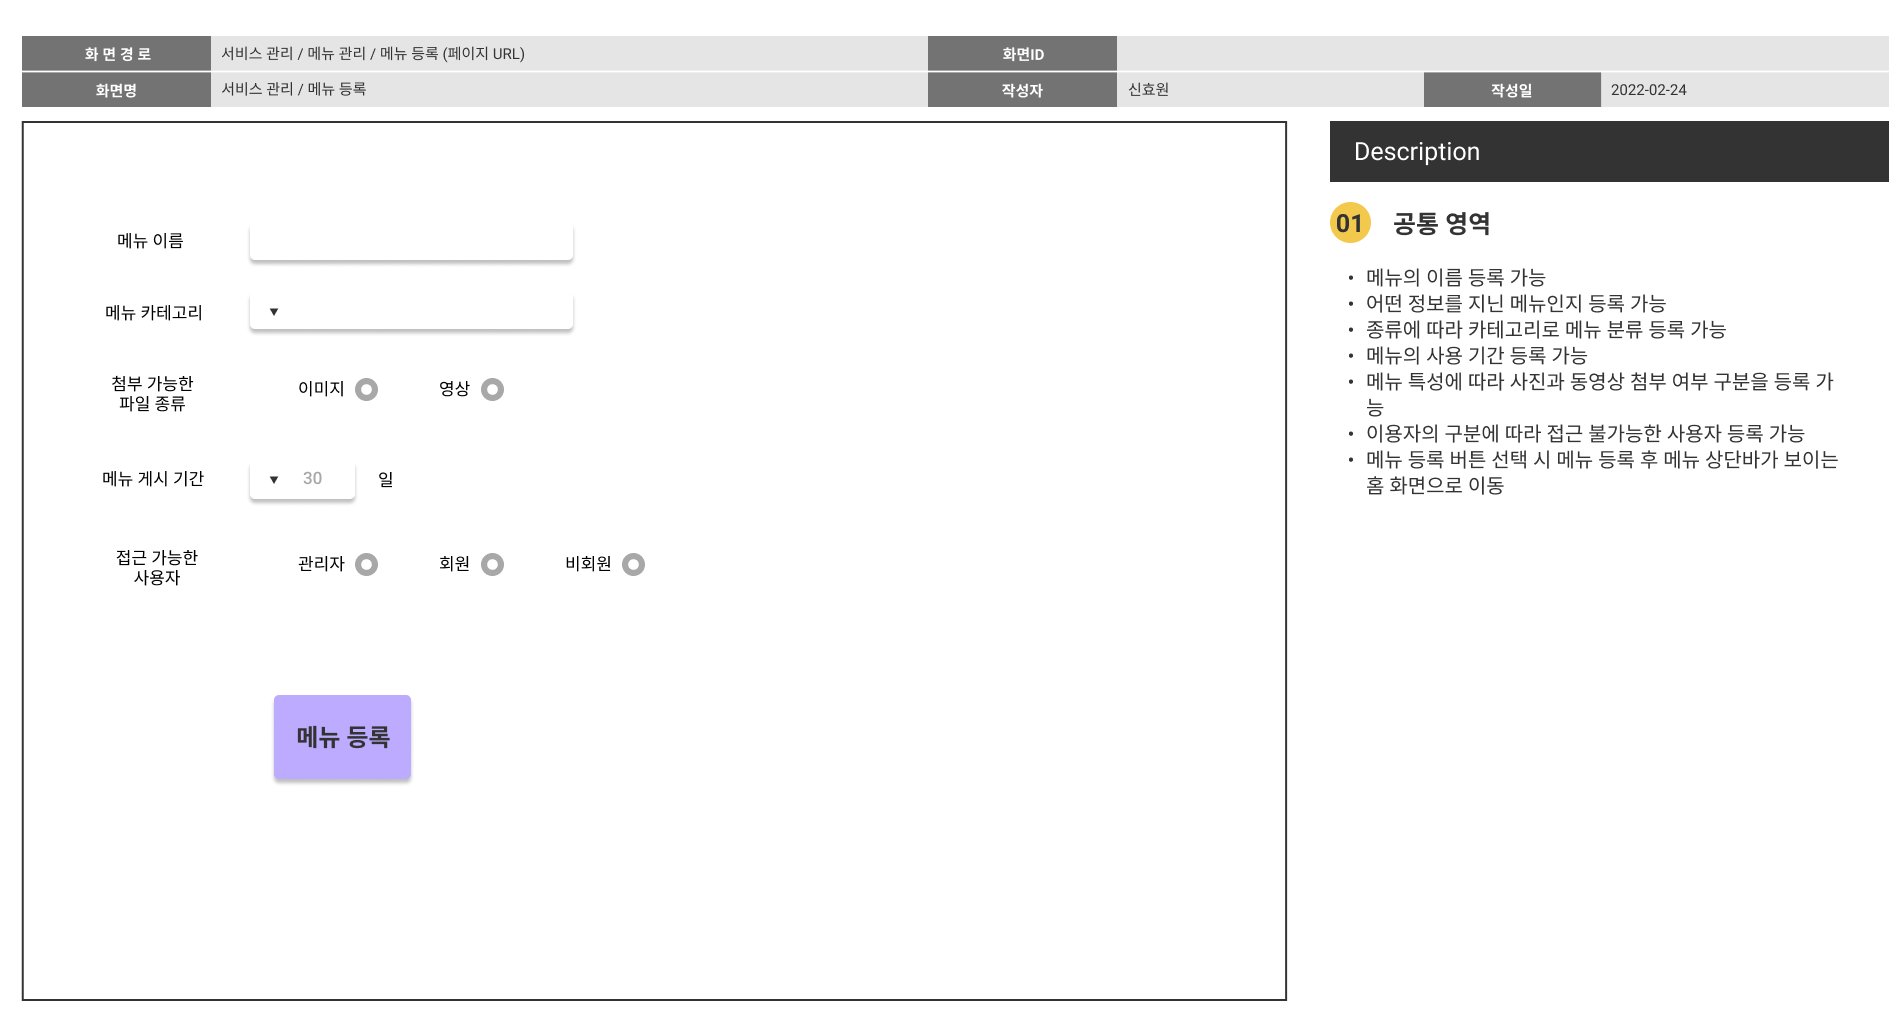 화 면 경 로 서비스 관리 / 메뉴 관리 / 메뉴 등록 (페이지 URL) 화면ID
화면명 서비스 관리 / 메뉴 등록 작성자 신효원 작성일 2022-02-24
메뉴 이름
메뉴 카테고리 ▼
첨부 가능한
파일 종류
이미지 영상
메뉴 게시 기간 ▼ 30 일
접근 가능한
사용자
관리자 회원 비회원
메뉴 등록
Description
01 공통 영역
• 메뉴의 이름 등록 가능
• 어떤 정보를 지닌 메뉴인지 등록 가능
• 종류에 따라 카테고리로 메뉴 분류 등록 가능
• 메뉴의 사용 기간 등록 가능
• 메뉴 특성에 따라 사진과 동영상 첨부 여부 구분을 등록 가
능
• 이용자의 구분에 따라 접근 불가능한 사용자 등록 가능
• 메뉴 등록 버튼 선택 시 메뉴 등록 후 메뉴 상단바가 보이는
홈 화면으로 이동